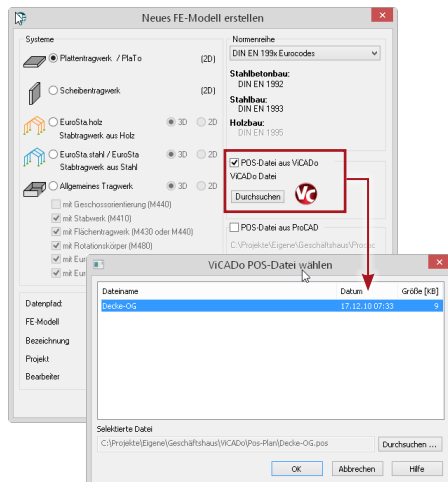 Neues FE-Modell erstellen
Systeme
Plattentragwerk / PlaTo (2D)
Scheibentragwerk (2D)
EuroSta.holz 3D 2D
Stabtragwerk aus Holz
EuroSta.stahl / EuroSta 3D 2D
Stabtragwerk aus Stahl
Allgemeines Tragwerk 3D 2D
mit Geschossorientierung (M440)
mit Stabwerk (M410)
mit Flächentragwerk (M430 oder M440)
mit Rotationskörper (M480)
mit Eur
mit Eur
Datenpfad:
FE-Modell
Bezeichnung
Projekt
Bearbeiter
Normenreihe
DIN EN 199x Eurocodes
Stahlbetonbau:
DIN EN 1992
Stahlbau:
DIN EN 1993
Holzbau:
DIN EN 1995
POS-Datei aus ViCADo
ViCADo Datei
Durchsuchen
POS-Datei aus ProCAD
C:\Projekte\Eigene\Geschäftshaus\Prococ
ViCADo POS-Datei wählen
Dateiname Datum Größe [KB]
Decke-OG 17.12.10 07:33 9
Selektierte Datei
C:\Projekte\Eigene\Geschäftshaus\ViCADo\Pos-Plan\Decke-OG.pos
Durchsuchen ...
OK Abbrechen Hilfe